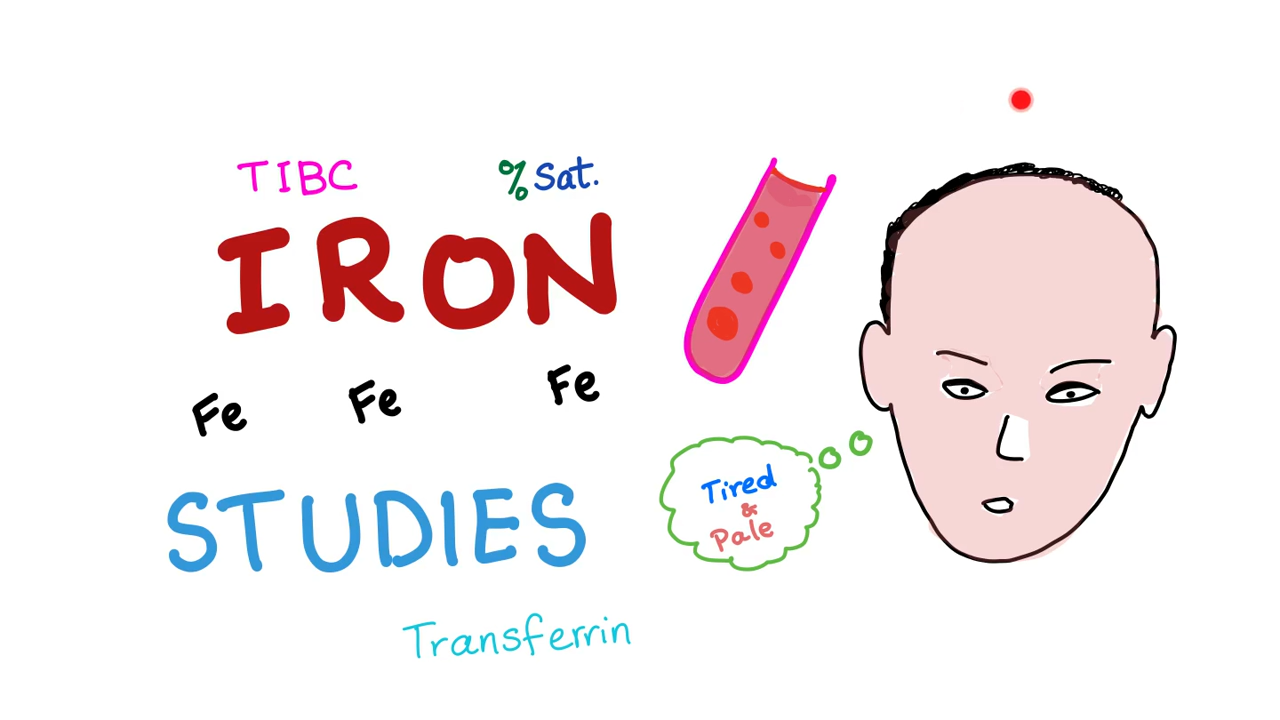 TIBC % Sat.
IRON
Fe Fe Fe
STUDIES
Transferrin
Tired
&
Pale